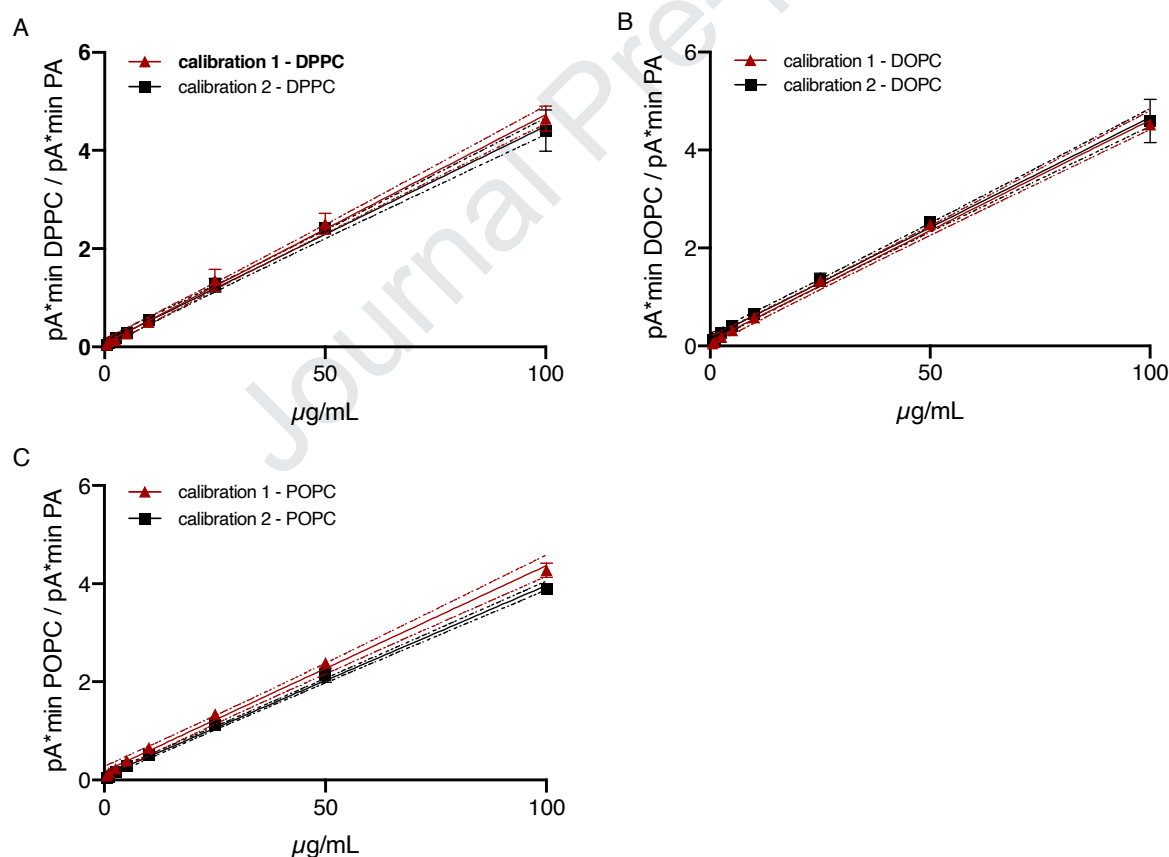 A
calibration 1 - DPPC
calibration 2 - DPPC
pA*min DPPC / pA*min PA
6
4
2
0
0
50
100
µg/mL
B
calibration 1 - DOPC
calibration 2 - DOPC
pA*min DOPC / pA*min PA
6
4
2
0
0
50
100
µg/mL
C
calibration 1 - POPC
calibration 2 - POPC
pA*min POPC / pA*min PA
6
4
2
0
0
50
100
µg/mL
Journal Pre-